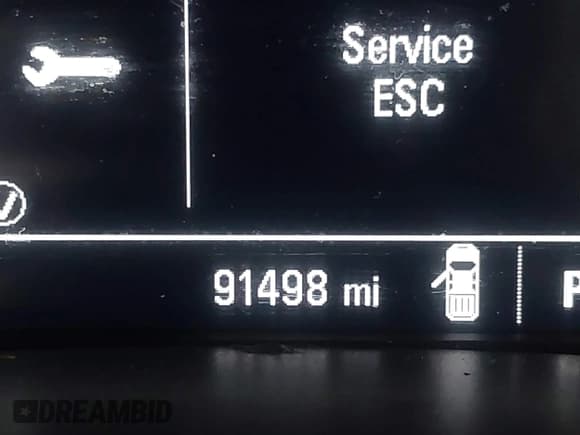 Service
ESC
91498 mi
P
DREAMBID